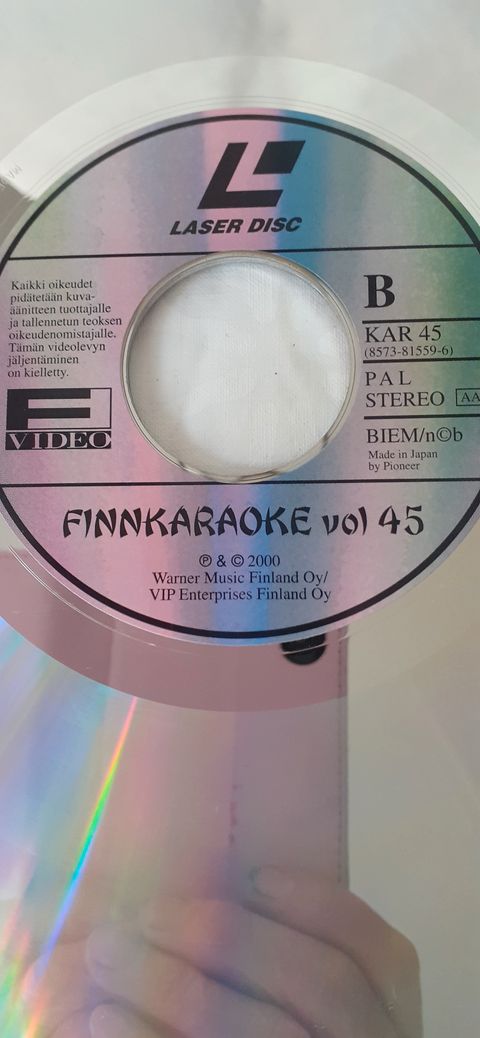 LASER DISC
Kaikki oikeudet
pidätetään kuva-
äänitteen tuottajalle
ja tallennetun teoksen
oikeudenomistajalle.
Tämän videolevyn
jäljentäminen
on kielletty.
F
VIDEO
B
KAR 45
(8573-81559-6)
PAL
STEREO AA
BIEM/n©b
Made in Japan
by Pioneer
FINNKARAOKE vol 45
℗ & © 2000
Warner Music Finland Oy/
VIP Enterprises Finland Oy